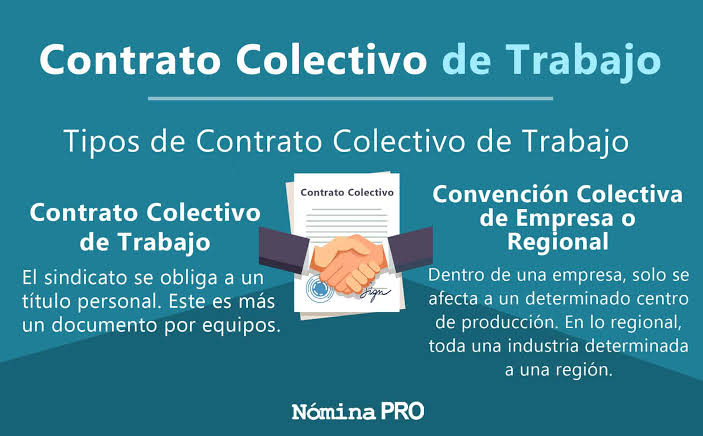 Contrato Colectivo de Trabajo
Tipos de Contrato Colectivo de Trabajo
Contrato Colectivo
de Trabajo
El sindicato se obliga a un
título personal. Este es más
un documento por equipos.
Contrato Colectivo
Sign
Convención Colectiva
de Empresa o
Regional
Dentro de una empresa, solo se
afecta a un determinado centro
de producción. En lo regional,
toda una industria determinada
a una región.
Nómina PRO